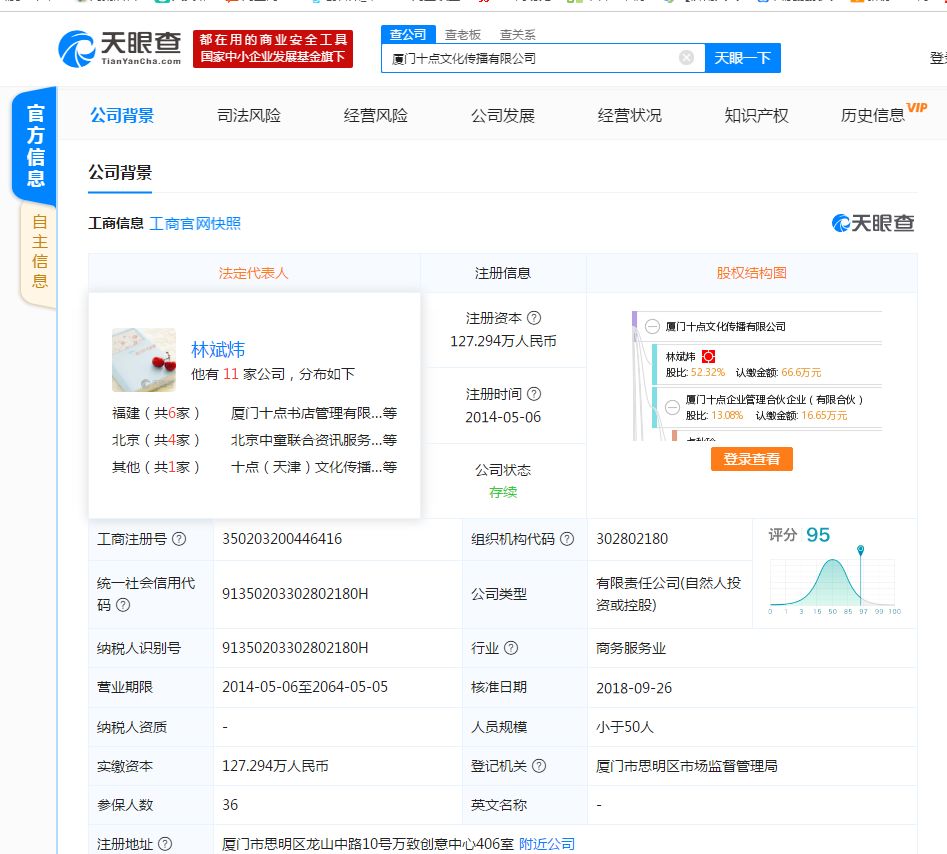 天眼查
TianYanCha.com
都在用的商业安全工具
国家中小企业发展基金旗下
查公司 查老板 查关系
厦门十点文化传播有限公司
天眼一下
官方信息
自主信息
公司背景 司法风险 经营风险 公司发展 经营状况 知识产权 历史信息 VIP
公司背景
工商信息 工商官网快照
天眼查
法定代表人 注册信息 股权结构图
林斌炜
他有 11 家公司，分布如下
福建（共6家） 厦门十点书店管理有限...等
北京（共4家） 北京中童联合资讯服务...等
其他（共1家） 十点（天津）文化传播...等
注册资本
127.294万人民币
注册时间
2014-05-06
公司状态
存续
厦门十点文化传播有限公司
林斌炜
股比: 52.32% 认缴金额: 66.6万元
厦门十点企业管理合伙企业（有限合伙）
股比: 13.08% 认缴金额: 16.65万元
登录查看
工商注册号 350203200446416 组织机构代码 302802180
评分 95
0 1 3 15 50 85 97 99 100
统一社会信用代码 91350203302802180H 公司类型 有限责任公司(自然人投资或控股)
纳税人识别号 91350203302802180H 行业 商务服务业
营业期限 2014-05-06至2064-05-05 核准日期 2018-09-26
纳税人资质 - 人员规模 小于50人
实缴资本 127.294万人民币 登记机关 厦门市思明区市场监督管理局
参保人数 36 英文名称 -
注册地址 厦门市思明区龙山中路10号万致创意中心406室 附近公司